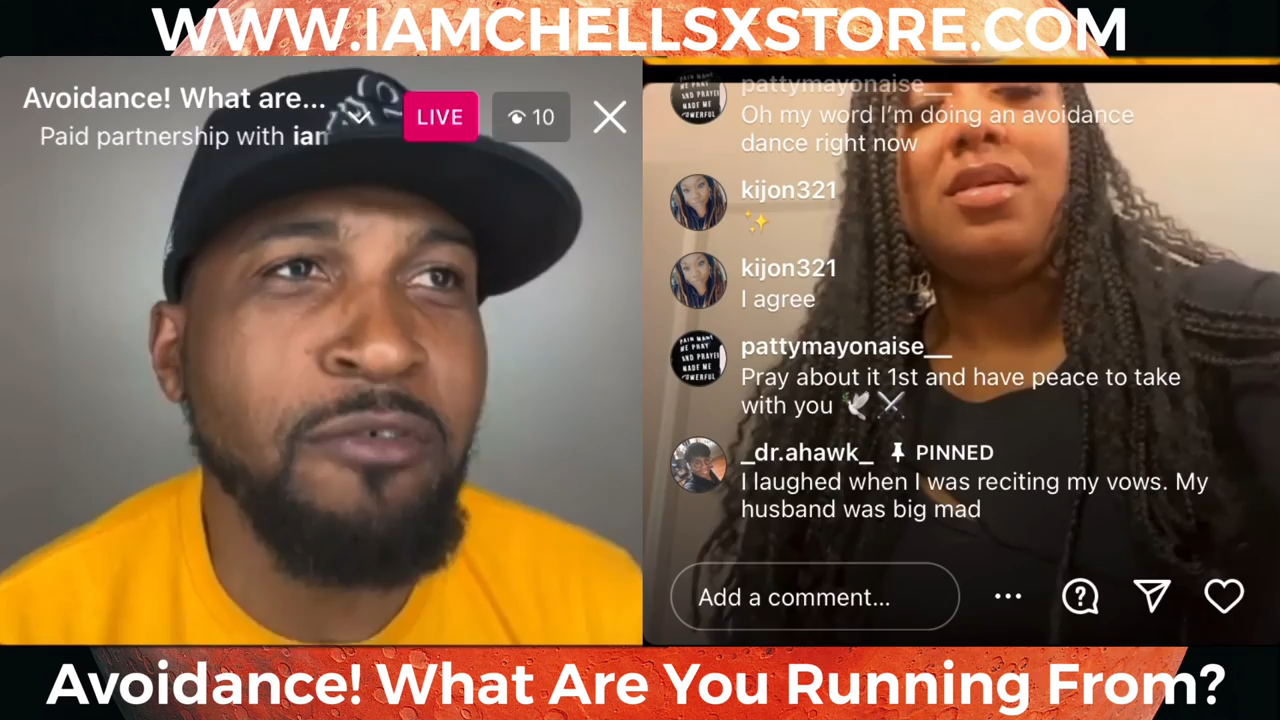 WWW.IAMCHELLSXSTORE.COM
Avoidance! What are...
Paid partnership with ian
LIVE
10
pattymayonaise__
Oh my word I'm doing an avoidance
dance right now
kijon321
✨
kijon321
I agree
pattymayonaise__
Pray about it 1st and have peace to take
with you 🕊️ ⚔️
_dr.ahawk_ 📌 PINNED
I laughed when I was reciting my vows. My
husband was big mad
Add a comment...
Avoidance! What Are You Running From?